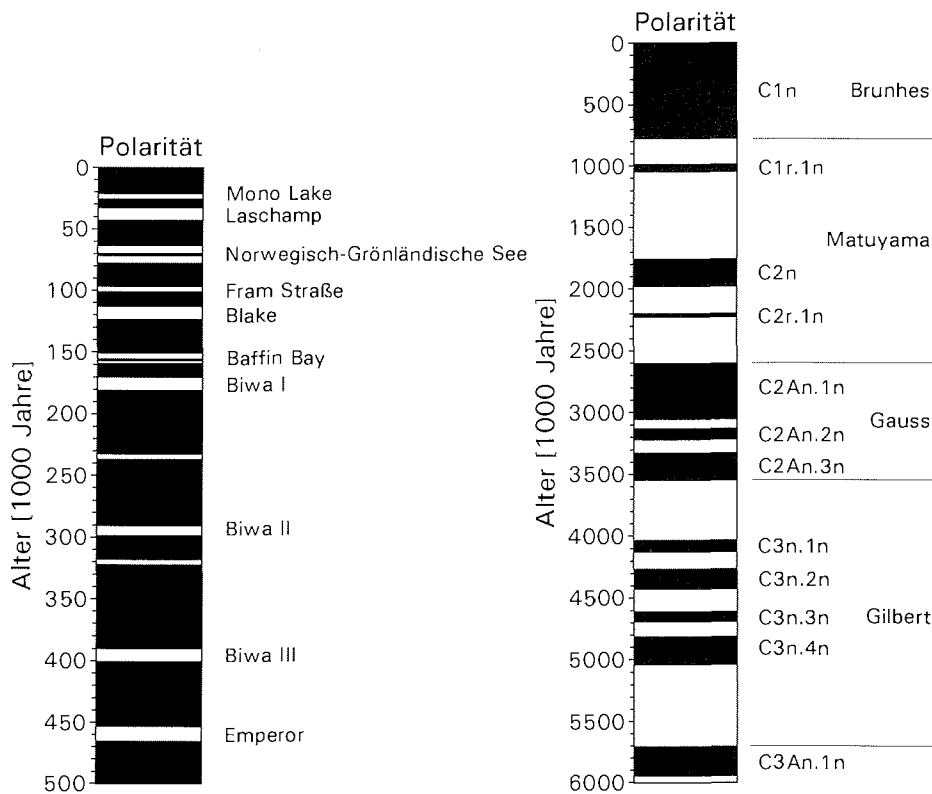 Polarität
0
50
100
150
200
250
300
350
400
450
500
Alter [1000 Jahre]
Mono Lake
Laschamp
Norwegisch-Grönländische See
Fram Straße
Blake
Baffin Bay
Biwa I
Biwa II
Biwa III
Emperor
Polarität
0
500
1000
1500
2000
2500
3000
3500
4000
4500
5000
5500
6000
Alter [1000 Jahre]
C1n Brunhes
C1r.1n
Matuyama
C2n
C2r.1n
C2An.1n
Gauss
C2An.2n
C2An.3n
C3n.1n
C3n.2n
C3n.3n Gilbert
C3n.4n
C3An.1n